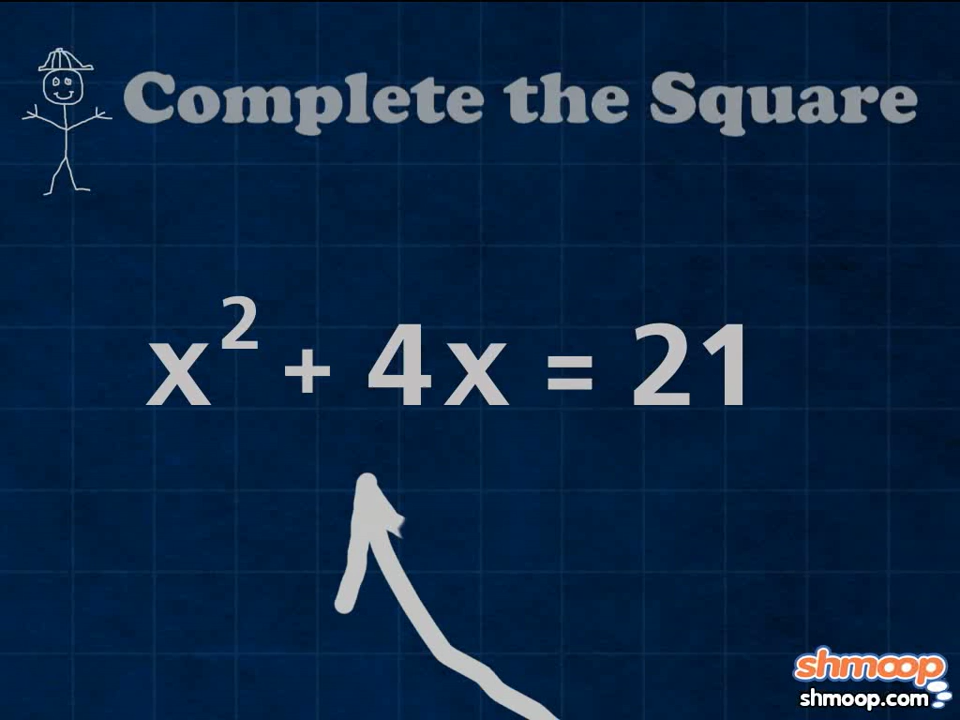 Complete the Square
x² + 4x = 21
shmoop
shmoop.com